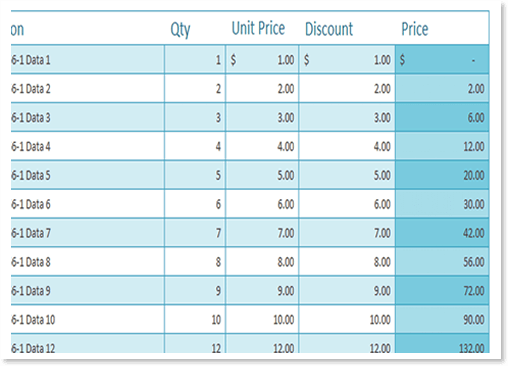 on Qty Unit Price Discount Price
6-1 Data 1 1 $ 1.00 $ 1.00 $ -
6-1 Data 2 2 2.00 2.00 2.00
6-1 Data 3 3 3.00 3.00 6.00
6-1 Data 4 4 4.00 4.00 12.00
6-1 Data 5 5 5.00 5.00 20.00
6-1 Data 6 6 6.00 6.00 30.00
6-1 Data 7 7 7.00 7.00 42.00
6-1 Data 8 8 8.00 8.00 56.00
6-1 Data 9 9 9.00 9.00 72.00
6-1 Data 10 10 10.00 10.00 90.00
6-1 Data 12 12 12.00 12.00 132.00